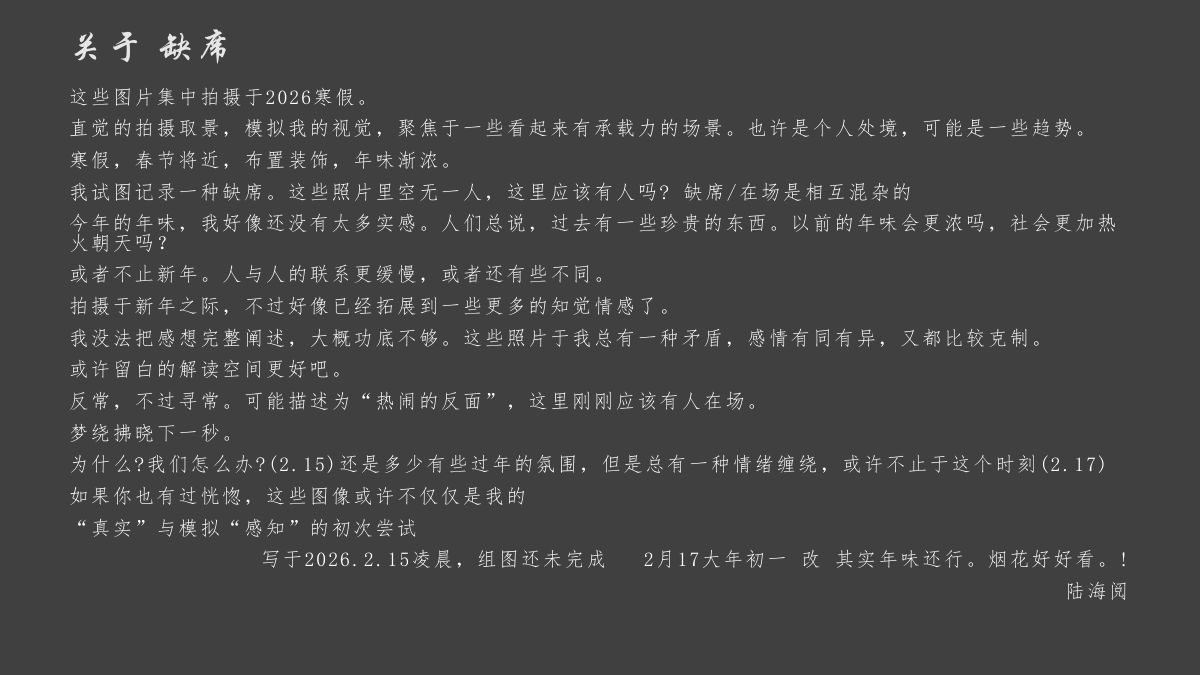 关于 缺席
这些图片集中拍摄于2026寒假。
直觉的拍摄取景，模拟我的视觉，聚焦于一些看起来有承载力的场景。也许是个人处境，可能是一些趋势。
寒假，春节将近，布置装饰，年味渐浓。
我试图记录一种缺席。这些照片里空无一人，这里应该有人吗? 缺席/在场是相互混杂的
今年的年味，我好像还没有太多实感。人们总说，过去有一些珍贵的东西。以前的年味会更浓吗，社会更加热
火朝天吗？
或者不止新年。人与人的联系更缓慢，或者还有些不同。
拍摄于新年之际，不过好像已经拓展到一些更多的知觉情感了。
我没法把感想完整阐述，大概功底不够。这些照片于我总有一种矛盾，感情有同有异，又都比较克制。
或许留白的解读空间更好吧。
反常，不过寻常。可能描述为“热闹的反面”，这里刚刚应该有人在场。
梦绕拂晓下一秒。
为什么?我们怎么办?(2.15)还是多少有些过年的氛围，但是总有一种情绪缠绕，或许不止于这个时刻(2.17)
如果你也有过恍惚，这些图像或许不仅仅是我的
“真实”与模拟“感知”的初次尝试
写于2026.2.15凌晨，组图还未完成 2月17大年初一 改 其实年味还行。烟花好好看。!
陆海阅